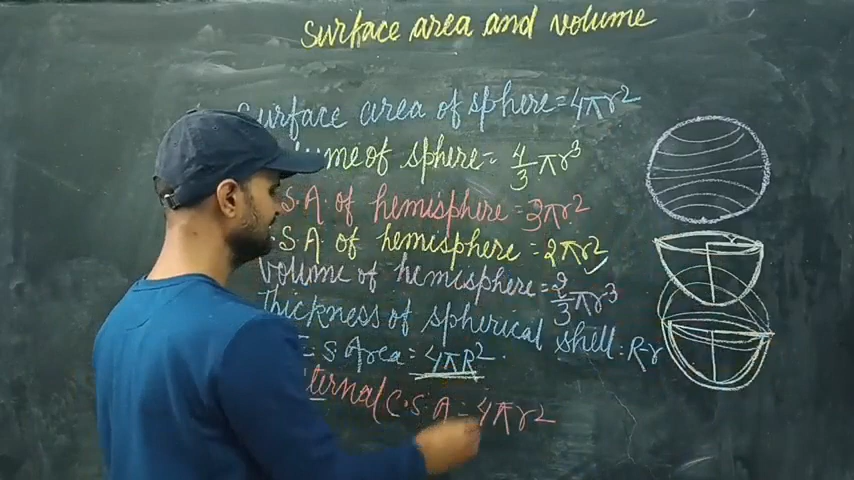 Surface area and volume
Surface area of sphere = 4πr²
ume of sphere = 4/3 πr³
S.A. of hemisphere = 3πr²
S.A. of hemisphere = 2πr²
Volume of hemisphere = 2/3 πr³
Thickness of spherical shell = R-r
C. S Area = 4πR²
ternal C.S.A = 4πr²